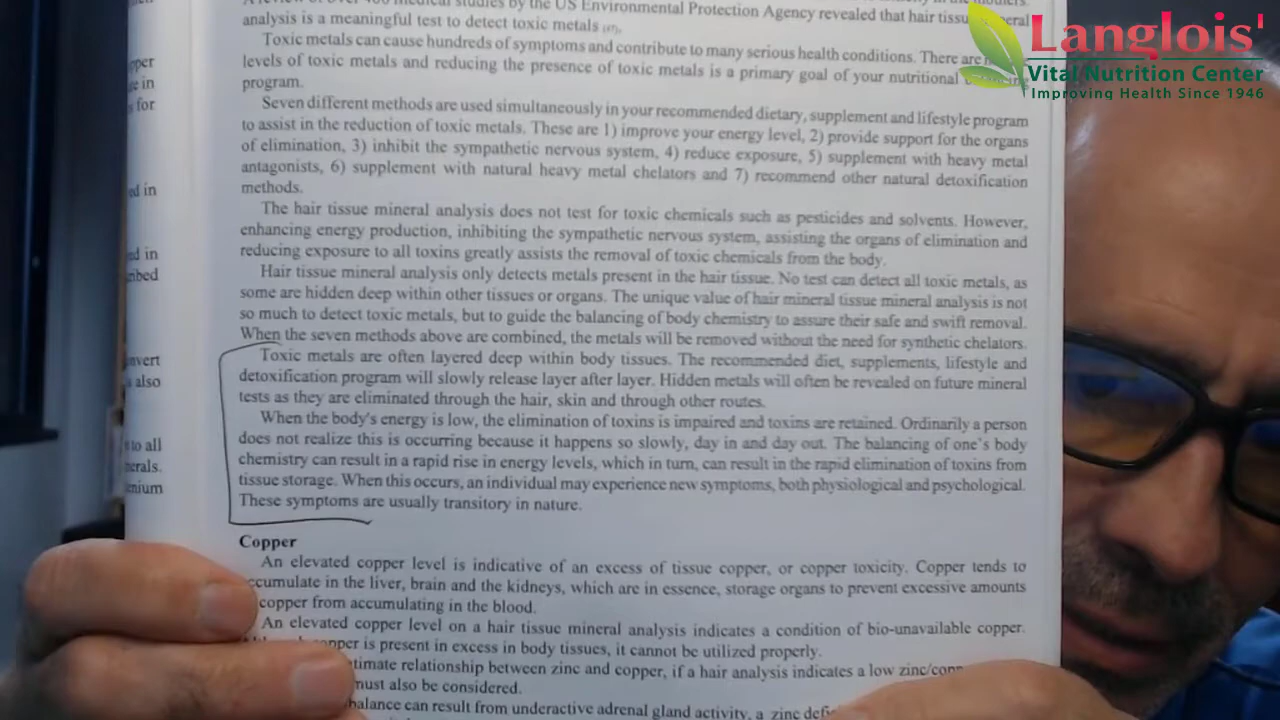 Langlois'
Vital Nutrition Center
Improving Health Since 1946
medical studies by the US Environmental Protection Agency revealed that hair
analysis is a meaningful test to detect toxic metals
Toxic metals can cause hundreds of symptoms and contribute to many serious health conditions. There are
levels of toxic metals and reducing the presence of toxic metals is a primary goal of your nutritional
program.
Seven different methods are used simultaneously in your recommended dietary, supplement and lifestyle program
to assist in the reduction of toxic metals. These are 1) improve your energy level, 2) provide support for the organs
of elimination, 3) inhibit the sympathetic nervous system, 4) reduce exposure, 5) supplement with heavy metal
antagonists, 6) supplement with natural heavy metal chelators and 7) recommend other natural detoxification
methods.
The hair tissue mineral analysis does not test for toxic chemicals such as pesticides and solvents. However,
enhancing energy production, inhibiting the sympathetic nervous system, assisting the organs of elimination and
reducing exposure to all toxins greatly assists the removal of toxic chemicals from the body.
Hair tissue mineral analysis only detects metals present in the hair tissue. No test can detect all toxic metals, as
some are hidden deep within other tissues or organs. The unique value of hair mineral tissue mineral analysis is not
so much to detect toxic metals, but to guide the balancing of body chemistry to assure their safe and swift removal.
When the seven methods above are combined, the metals will be removed without the need for synthetic chelators.
Toxic metals are often layered deep within body tissues. The recommended diet, supplements, lifestyle and
detoxification program will slowly release layer after layer. Hidden metals will often be revealed on future mineral
tests as they are eliminated through the hair, skin and through other routes.
When the body's energy is low, the elimination of toxins is impaired and toxins are retained. Ordinarily a person
does not realize this is occurring because it happens so slowly, day in and day out. The balancing of one's body
chemistry can result in a rapid rise in energy levels, which in turn, can result in the rapid elimination of toxins from
tissue storage. When this occurs, an individual may experience new symptoms, both physiological and psychological.
These symptoms are usually transitory in nature.
Copper
An elevated copper level is indicative of an excess of tissue copper, or copper toxicity. Copper tends to
accumulate in the liver, brain and the kidneys, which are in essence, storage organs to prevent excessive amounts
copper from accumulating in the blood.
An elevated copper level on a hair tissue mineral analysis indicates a condition of bio-unavailable copper.
is present in excess in body tissues, it cannot be utilized properly.
relationship between zinc and copper, if a hair analysis indicates a low
must also be considered.
can result from underactive adrenal gland activity, a zinc